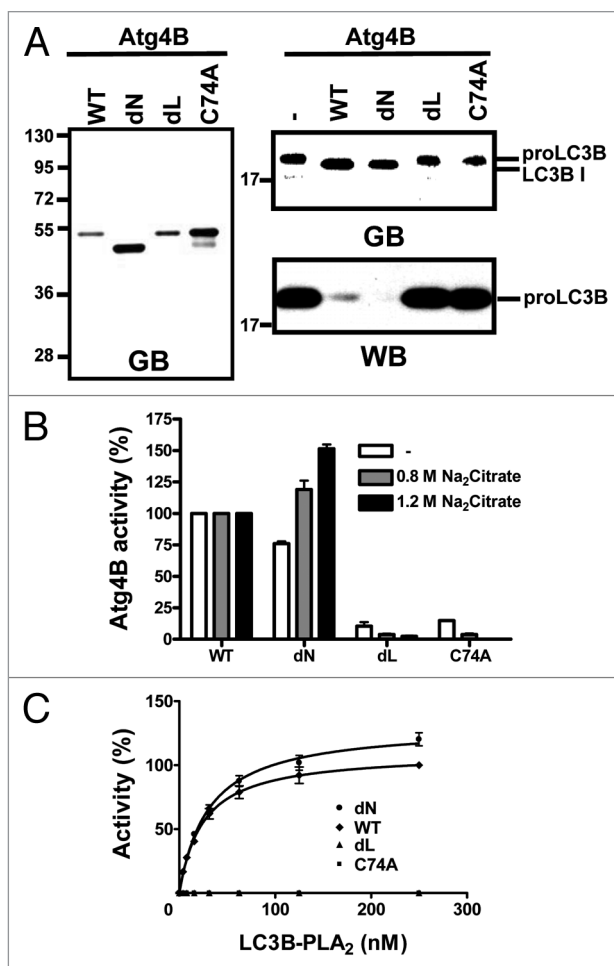 A
Atg4B
WT dN dL C74A
130
95
72
55
36
28
GB
Atg4B
- WT dN dL C74A
17
proLC3B
LC3B I
GB
17
proLC3B
WB
B
Atg4B activity (%)
175
150
125
100
75
50
25
0
WT dN dL C74A
-
0.8 M Na₂Citrate
1.2 M Na₂Citrate
C
Activity (%)
150
100
50
0 100 200 300
dN
WT
dL
C74A
LC3B-PLA₂ (nM)